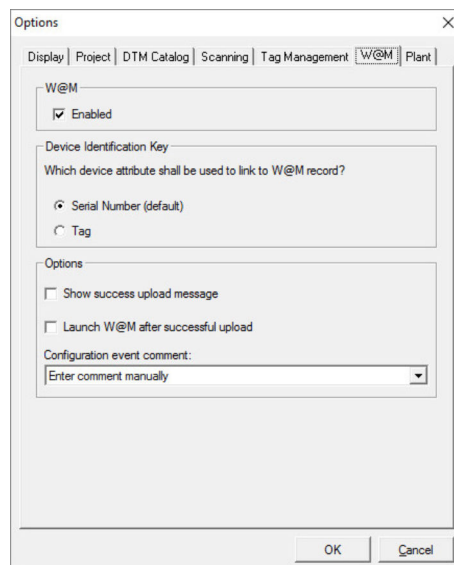 Options
Display Project DTM Catalog Scanning Tag Management W@M Plant
W@M
Enabled
Device Identification Key
Which device attribute shall be used to link to W@M record?
Serial Number (default)
Tag
Options
Show success upload message
Launch W@M after successful upload
Configuration event comment:
Enter comment manually
OK Cancel